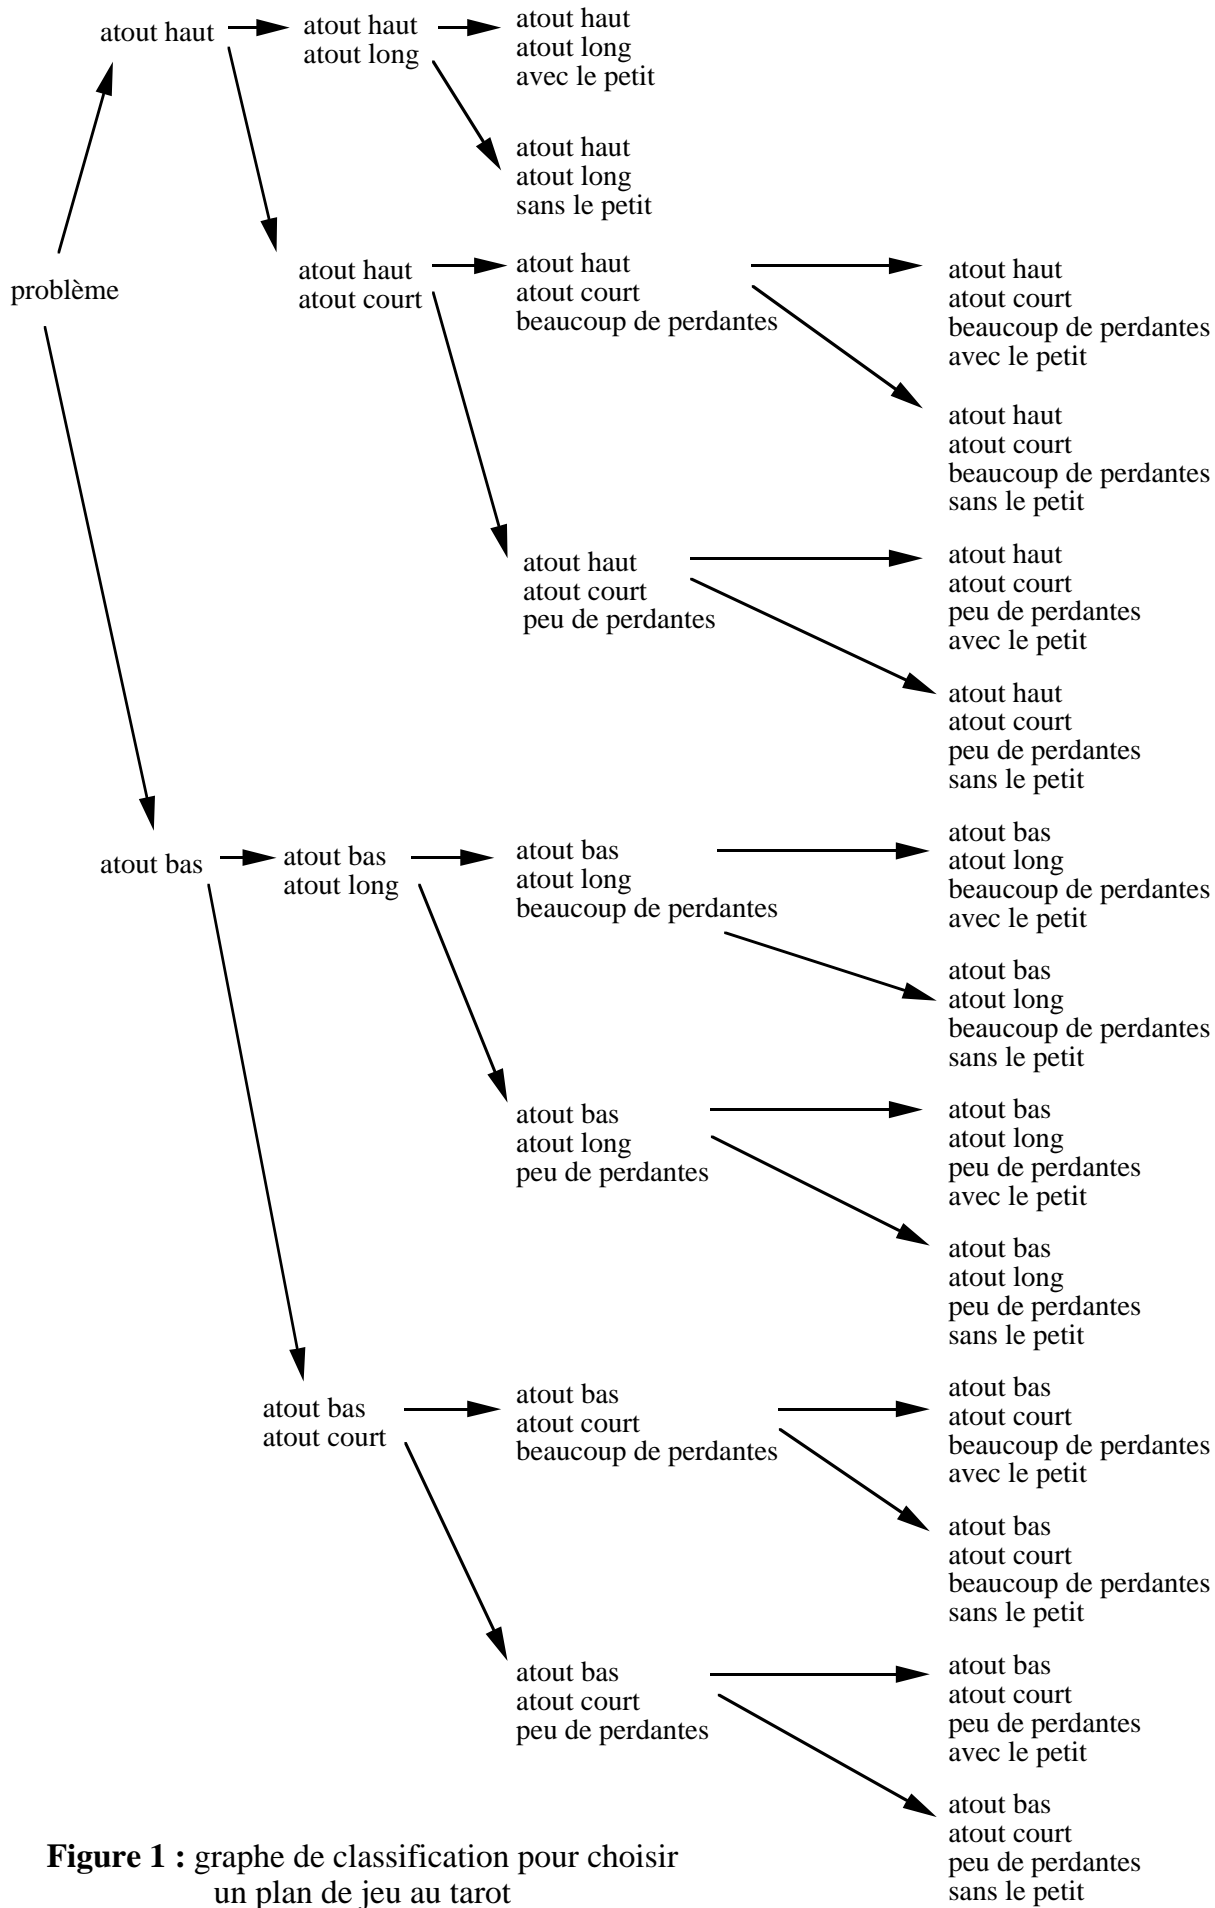 atout haut
atout haut
atout long
atout haut
atout long
avec le petit
atout haut
atout long
sans le petit
problème
atout haut
atout court
atout haut
atout court
beaucoup de perdantes
atout haut
atout court
beaucoup de perdantes
avec le petit
atout haut
atout court
beaucoup de perdantes
sans le petit
atout haut
atout court
peu de perdantes
atout haut
atout court
peu de perdantes
avec le petit
atout haut
atout court
peu de perdantes
sans le petit
atout bas
atout bas
atout long
atout bas
atout long
beaucoup de perdantes
atout bas
atout long
beaucoup de perdantes
avec le petit
atout bas
atout long
beaucoup de perdantes
sans le petit
atout bas
atout long
peu de perdantes
atout bas
atout long
peu de perdantes
avec le petit
atout bas
atout long
peu de perdantes
sans le petit
atout bas
atout court
atout bas
atout court
beaucoup de perdantes
atout bas
atout court
beaucoup de perdantes
avec le petit
atout bas
atout court
beaucoup de perdantes
sans le petit
atout bas
atout court
peu de perdantes
atout bas
atout court
peu de perdantes
avec le petit
atout bas
atout court
peu de perdantes
sans le petit
Figure 1 : graphe de classification pour choisir
un plan de jeu au tarot